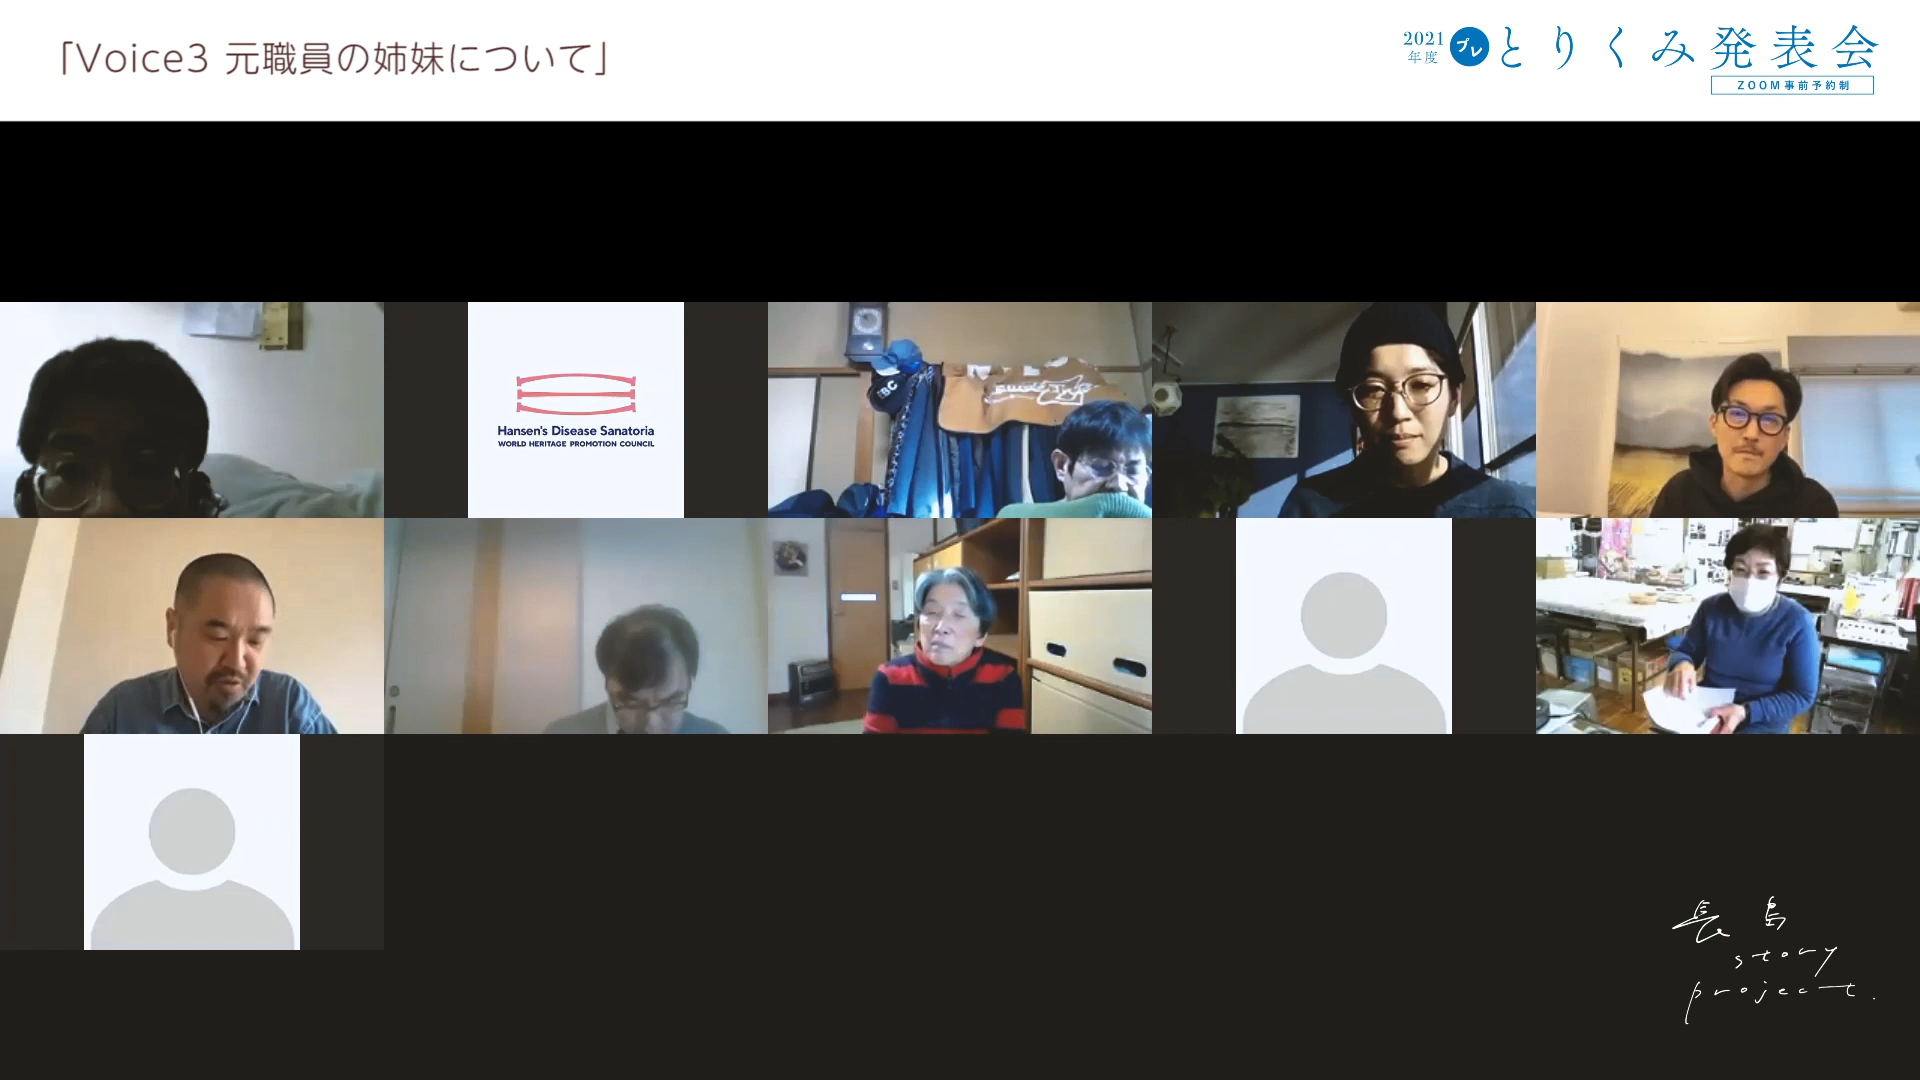 「Voice3 元職員の姉妹について」
2021
年度
プレ
とりくみ発表会
ZOOM事前予約制
Hansen's Disease Sanatoria
WORLD HERITAGE PROMOTION COUNCIL
長島
story
project.